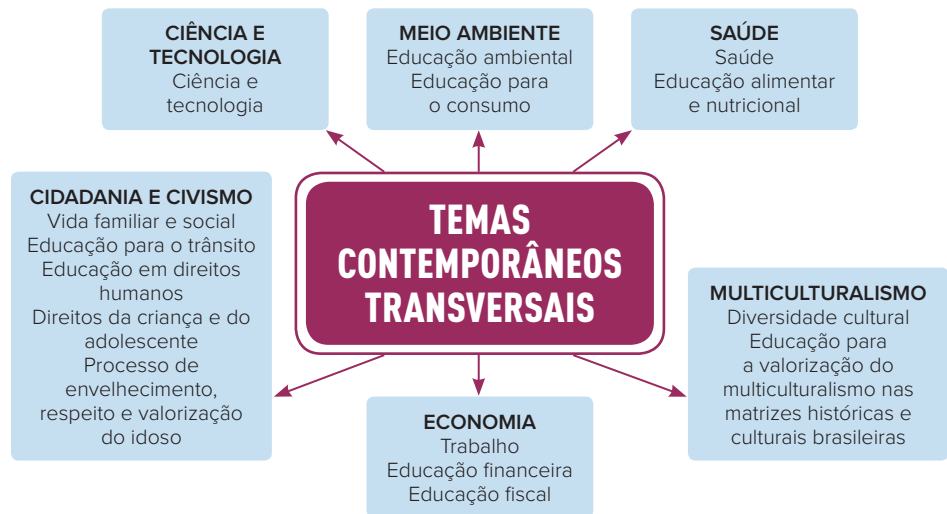 CIÊNCIA E
TECNOLOGIA
Ciência e
tecnologia
MEIO AMBIENTE
Educação ambiental
Educação para
o consumo
SAÚDE
Saúde
Educação alimentar
e nutricional
CIDADANIA E CIVISMO
Vida familiar e social
Educação para o trânsito
Educação em direitos
humanos
Direitos da criança e do
adolescente
Processo de
envelhecimento,
respeito e valorização
do idoso
TEMAS
CONTEMPORÂNEOS
TRANSVERSAIS
MULTICULTURALISMO
Diversidade cultural
Educação para
a valorização do
multiculturalismo nas
matrizes históricas e
culturais brasileiras
ECONOMIA
Trabalho
Educação financeira
Educação fiscal